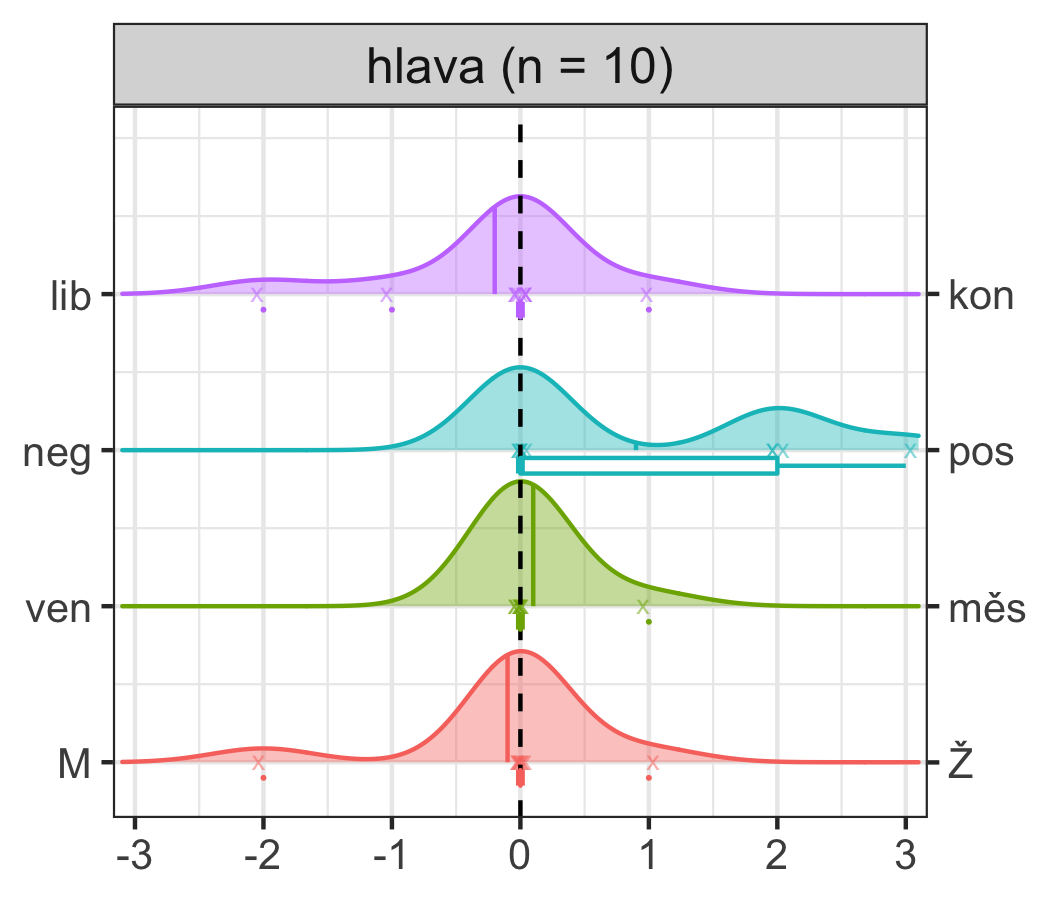 hlava (n = 10)
lib kon
neg pos
ven měs
M Ž
-3 -2 -1 0 1 2 3